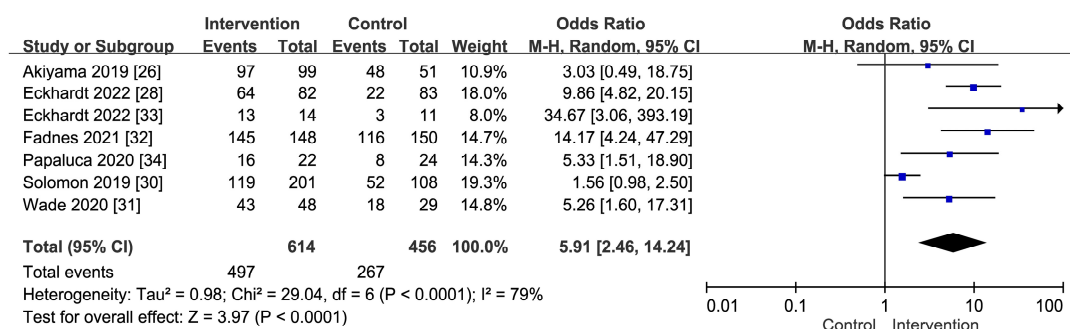 Intervention Control Odds Ratio Odds Ratio
Study or Subgroup Events Total Events Total Weight M-H, Random, 95% CI M-H, Random, 95% CI
Akiyama 2019 [26] 97 99 48 51 10.9% 3.03 [0.49, 18.75]
Eckhardt 2022 [28] 64 82 22 83 18.0% 9.86 [4.82, 20.15]
Eckhardt 2022 [33] 13 14 3 11 8.0% 34.67 [3.06, 393.19]
Fadnes 2021 [32] 145 148 116 150 14.7% 14.17 [4.24, 47.29]
Papaluca 2020 [34] 16 22 8 24 14.3% 5.33 [1.51, 18.90]
Solomon 2019 [30] 119 201 52 108 19.3% 1.56 [0.98, 2.50]
Wade 2020 [31] 43 48 18 29 14.8% 5.26 [1.60, 17.31]
Total (95% CI) 614 456 100.0% 5.91 [2.46, 14.24]
Total events 497 267
Heterogeneity: Tau² = 0.98; Chi² = 29.04, df = 6 (P < 0.0001); I² = 79%
Test for overall effect: Z = 3.97 (P < 0.0001)
0.01 0.1 1 10 100
Control Intervention